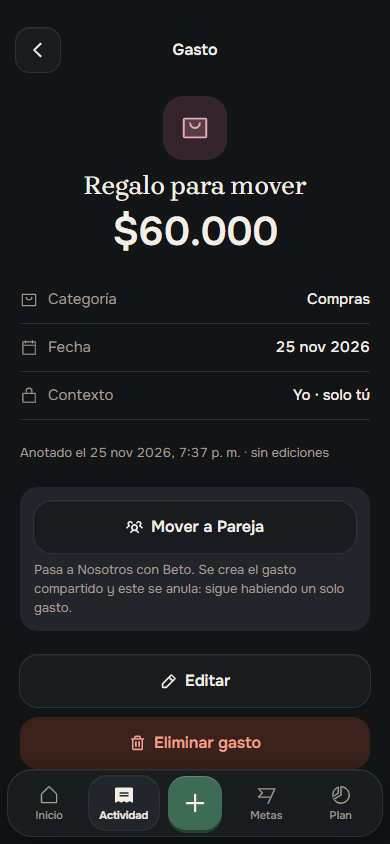 Gasto
Regalo para mover
$60.000
Categoría Compras
Fecha 25 nov 2026
Contexto Yo · solo tú
Anotado el 25 nov 2026, 7:37 p. m. · sin ediciones
Mover a Pareja
Pasa a Nosotros con Beto. Se crea el gasto
compartido y este se anula: sigue habiendo un solo
gasto.
Editar
Eliminar gasto
Inicio Actividad Metas Plan